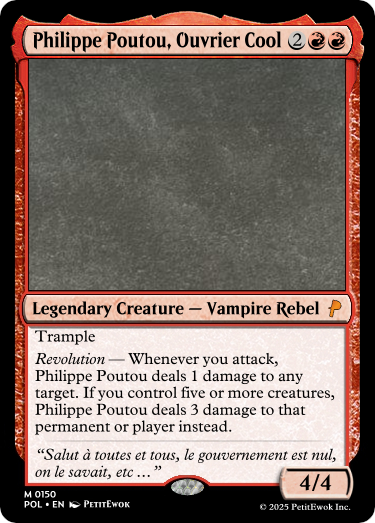 Philippe Poutou, Ouvrier Cool 2
Legendary Creature — Vampire Rebel
Trample
Revolution — Whenever you attack,
Philippe Poutou deals 1 damage to any
target. If you control five or more creatures,
Philippe Poutou deals 3 damage to that
permanent or player instead.
“Salut à toutes et tous, le gouvernement est nul,
on le savait, etc …”
4/4
M 0150
POL • EN PetitEwok
© 2025 PetitEwok Inc.